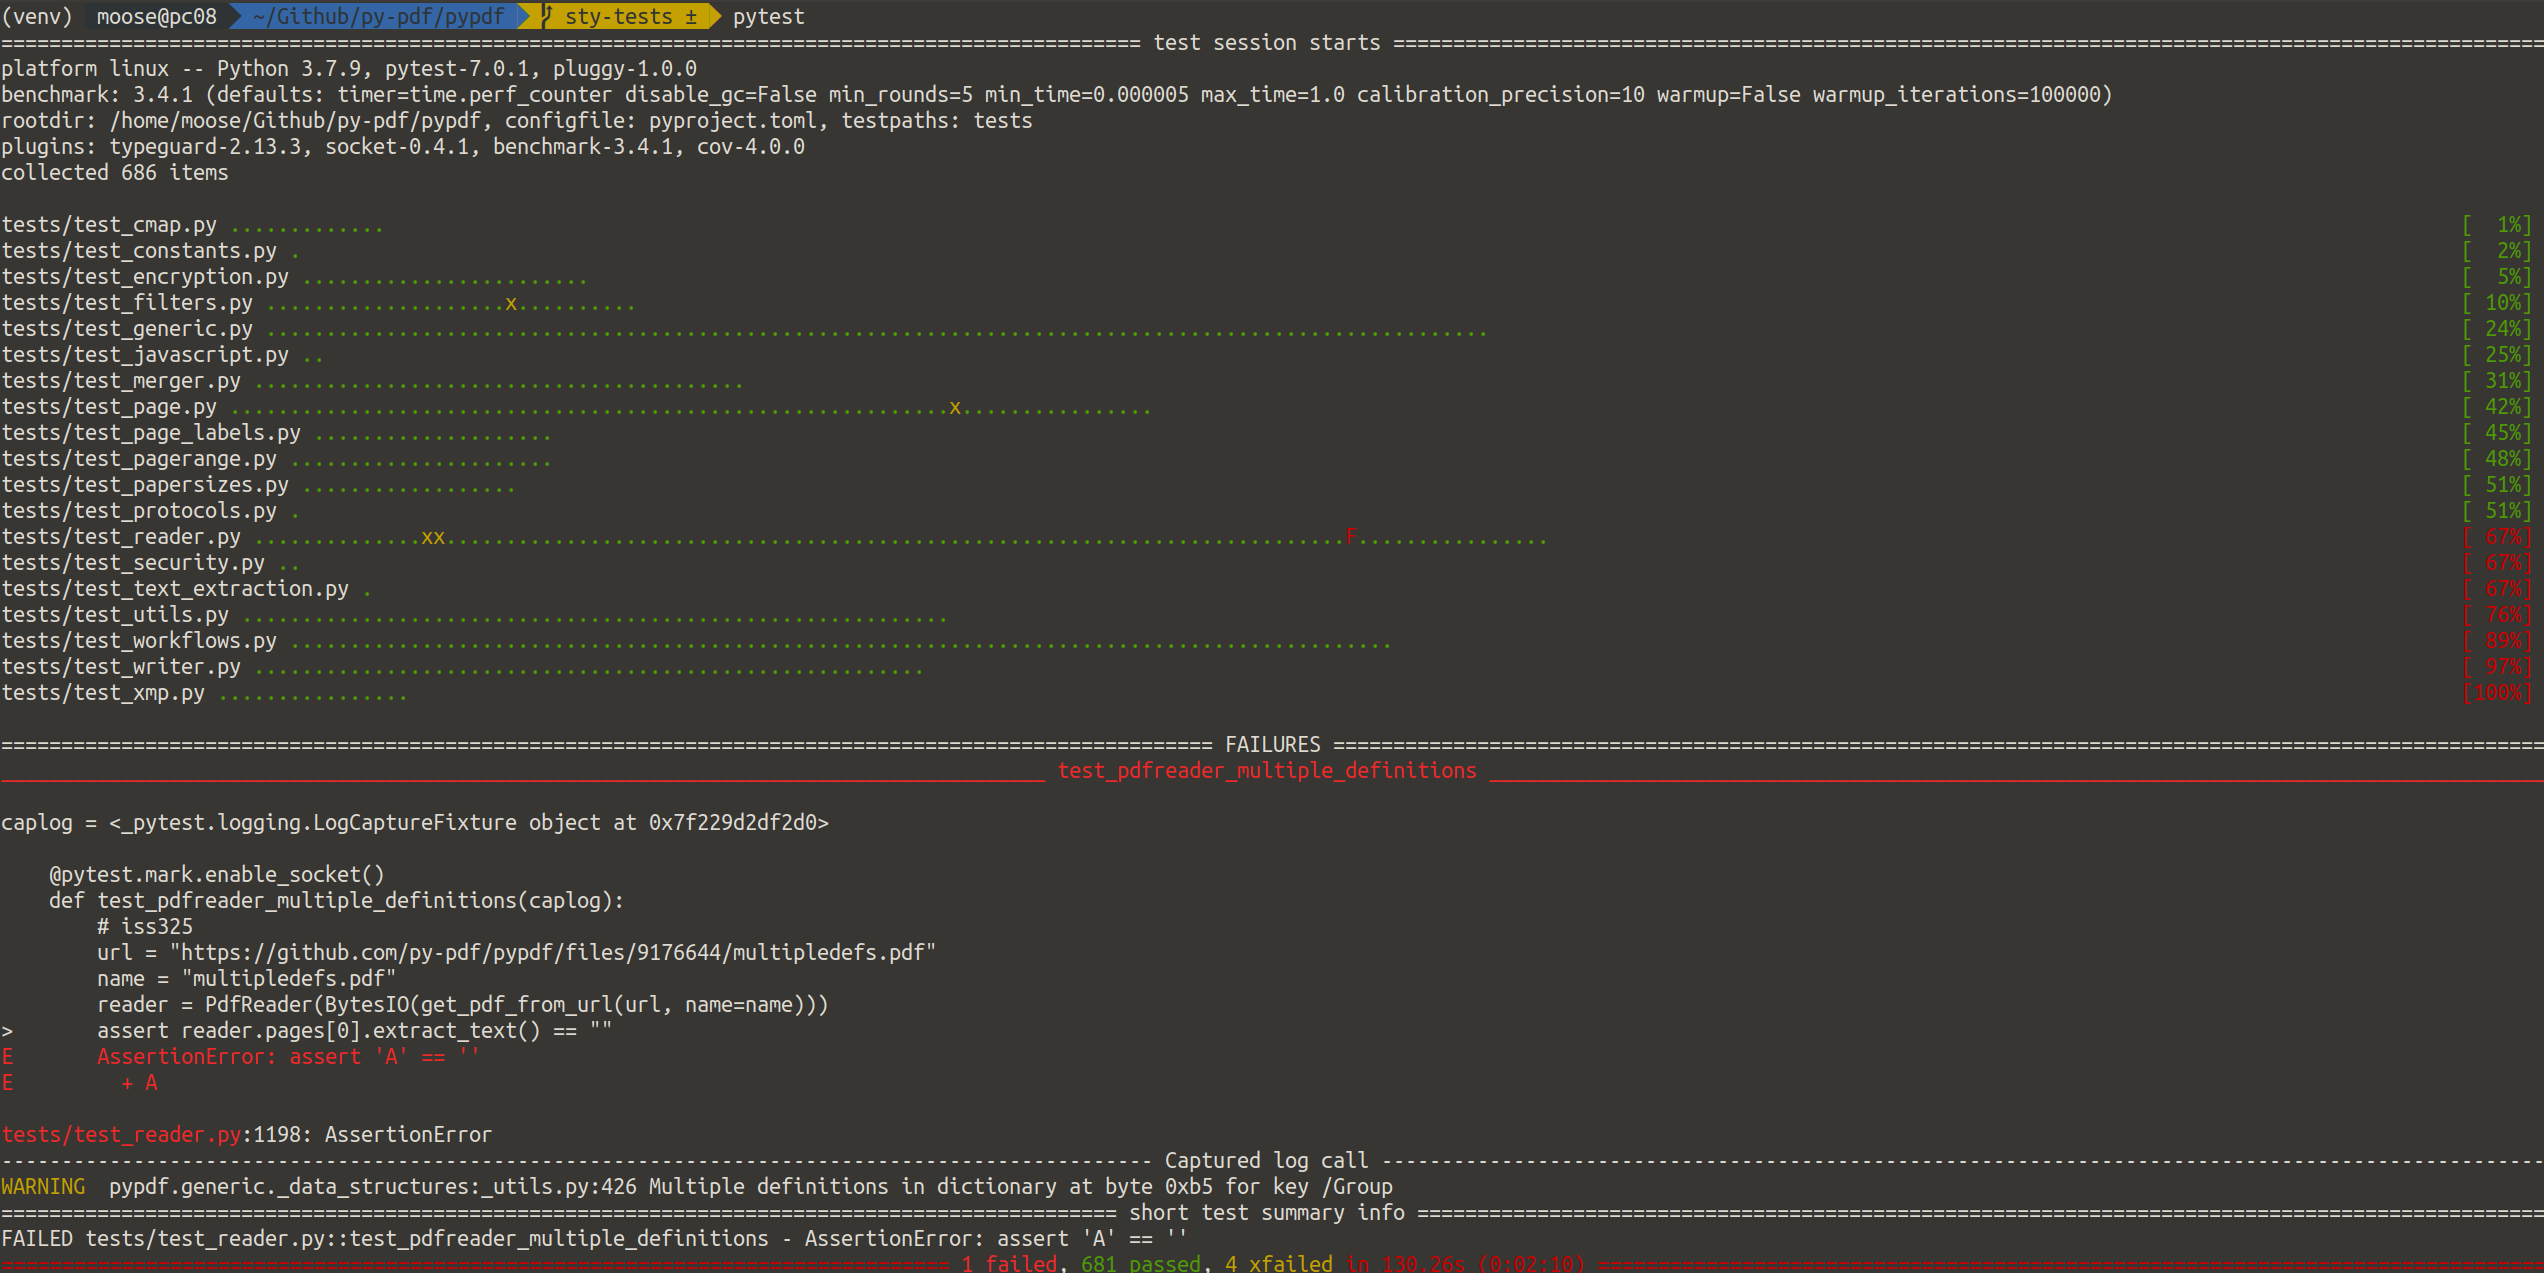 (venv) moose@pc08 ~/Github/py-pdf/pypdf sty-tests ± pytest
=============================================================================================== test session starts ================================================================================================
platform linux -- Python 3.7.9, pytest-7.0.1, pluggy-1.0.0
benchmark: 3.4.1 (defaults: timer=time.perf_counter disable_gc=False min_rounds=5 min_time=0.000005 max_time=1.0 calibration_precision=10 warmup=False warmup_iterations=100000)
rootdir: /home/moose/Github/py-pdf/pypdf, configfile: pyproject.toml, testpaths: tests
plugins: typeguard-2.13.3, socket-0.4.1, benchmark-3.4.1, cov-4.0.0
collected 686 items
tests/test_cmap.py ............. [  1%]
tests/test_constants.py . [  2%]
tests/test_encryption.py ........................ [  5%]
tests/test_filters.py ....................x.......... [ 10%]
tests/test_generic.py ...................................................................................................... [ 24%]
tests/test_javascript.py .. [ 25%]
tests/test_merger.py ......................................... [ 31%]
tests/test_page.py ............................................................x................ [ 42%]
tests/test_page_labels.py .................... [ 45%]
tests/test_pagerange.py ...................... [ 48%]
tests/test_papersizes.py .................. [ 51%]
tests/test_protocols.py . [ 51%]
tests/test_reader.py ..............xx...........................................................................F................ [ 67%]
tests/test_security.py .. [ 67%]
tests/test_text_extraction.py . [ 67%]
tests/test_utils.py ........................................................... [ 76%]
tests/test_workflows.py ............................................................................................ [ 89%]
tests/test_writer.py ........................................................ [ 97%]
tests/test_xmp.py ................ [100%]
===================================================================================================== FAILURES =====================================================================================================
_______________________________________________________________________________________ test_pdfreader_multiple_definitions ________________________________________________________________________________________
caplog = <_pytest.logging.LogCaptureFixture object at 0x7f229d2df2d0>
    @pytest.mark.enable_socket()
    def test_pdfreader_multiple_definitions(caplog):
        # iss325
        url = "https://github.com/py-pdf/pypdf/files/9176644/multipledefs.pdf"
        name = "multipledefs.pdf"
        reader = PdfReader(BytesIO(get_pdf_from_url(url, name=name)))
>       assert reader.pages[0].extract_text() == ""
E       AssertionError: assert 'A' == ''
E         + A
tests/test_reader.py:1198: AssertionError
------------------------------------------------------------------------------------------------ Captured log call -------------------------------------------------------------------------------------------------
WARNING  pypdf.generic._data_structures:_utils.py:426 Multiple definitions in dictionary at byte 0xb5 for key /Group
============================================================================================= short test summary info ==============================================================================================
FAILED tests/test_reader.py::test_pdfreader_multiple_definitions - AssertionError: assert 'A' == ''
=============================================================================== 1 failed, 681 passed, 4 xfailed in 130.26s (0:02:10) ===============================================================================